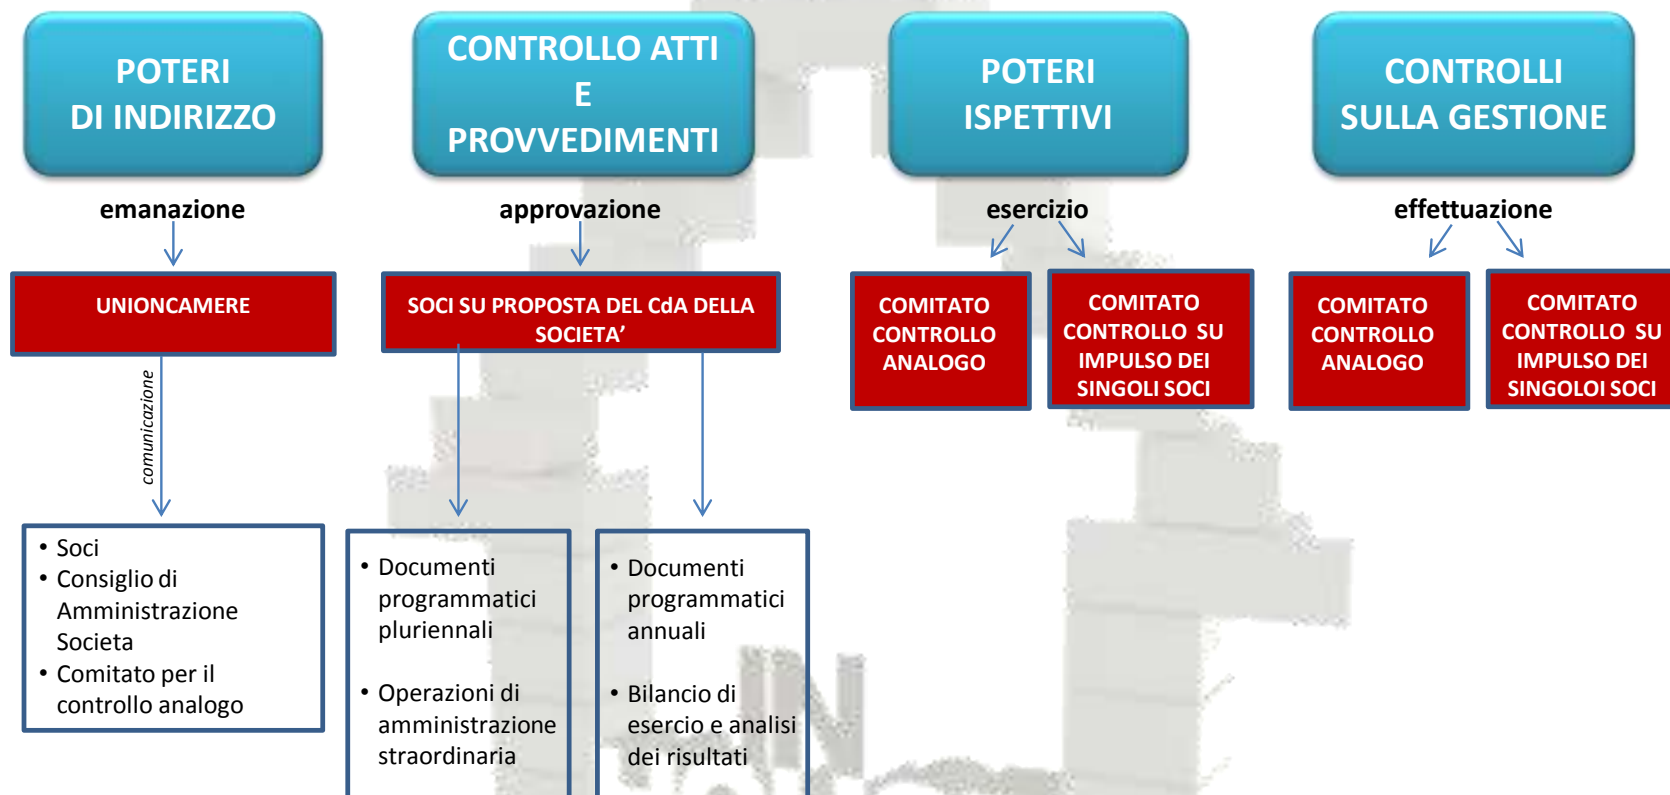 POTERI
DI INDIRIZZO
CONTROLLO ATTI
E
PROVVEDIMENTI
POTERI
ISPETTIVI
CONTROLLI
SULLA GESTIONE
emanazione
approvazione
esercizio
effettuazione
UNIONCAMERE
SOCI SU PROPOSTA DEL CdA DELLA
SOCIETA’
COMITATO
CONTROLLO
ANALOGO
COMITATO
CONTROLLO SU
IMPULSO DEI
SINGOLI SOCI
COMITATO
CONTROLLO
ANALOGO
COMITATO
CONTROLLO SU
IMPULSO DEI
SINGOLOI SOCI
comunicazione
• Soci
• Consiglio di
Amministrazione
Societa
• Comitato per il
controllo analogo
• Documenti
programmatici
pluriennali
• Operazioni di
amministrazione
straordinaria
• Documenti
programmatici
annuali
• Bilancio di
esercio e analisi
dei risultati
IN